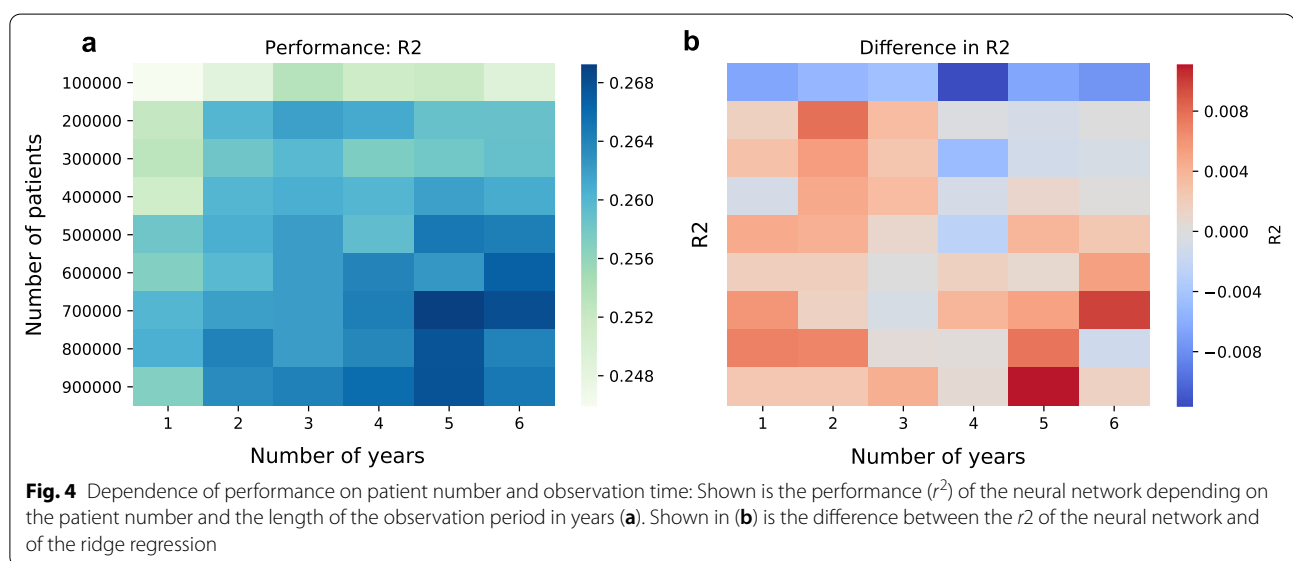 a
Performance: R2
Number of patients
100000
200000
300000
400000
500000
600000
700000
800000
900000
1 2 3 4 5 6
Number of years
0.268
0.264
0.260
0.256
0.252
0.248
b
Difference in R2
R2
1 2 3 4 5 6
Number of years
0.008
0.004
0.000
−0.004
−0.008
R2
Fig. 4 Dependence of performance on patient number and observation time: Shown is the performance (r²) of the neural network depending on
the patient number and the length of the observation period in years (a). Shown in (b) is the difference between the r2 of the neural network and
of the ridge regression